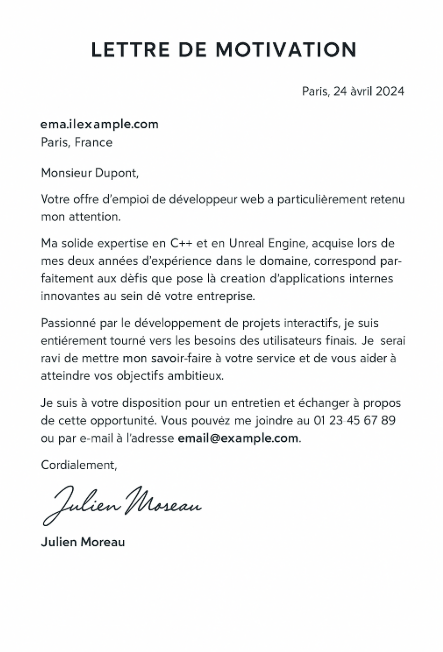 LETTRE DE MOTIVATION
Paris, 24 àvril 2024
ema.ilexample.com
Paris, France
Monsieur Dupont,
Votre offre d'empioi de développeur web a particulièrement retenu
mon attention.
Ma solide expertise en C++ et en Unreal Engine, acquise lors de
mes deux années d'expérience dans le domaine, correspond par-
faitement aux dèfis que pose là creation d'applications internes
innovantes au sein dė votre entreprise.
Passionné par le développement de projets interactifs, je suis
entiérement tourné vers les besoins des utilisateurs finais. Je serai
ravi de mettre mon savoir-faire à votre service et de vous aider à
atteindre vos objectifs ambitieux.
Je suis à votre disposition pour un entretien et échanger à propos
de cette opportunité. Vous pouvéz me joindre au 01 23 45 67 89
ou par e-mail à l'adresse email@example.com.
Cordialement,
Julien Moseau
Julien Moreau